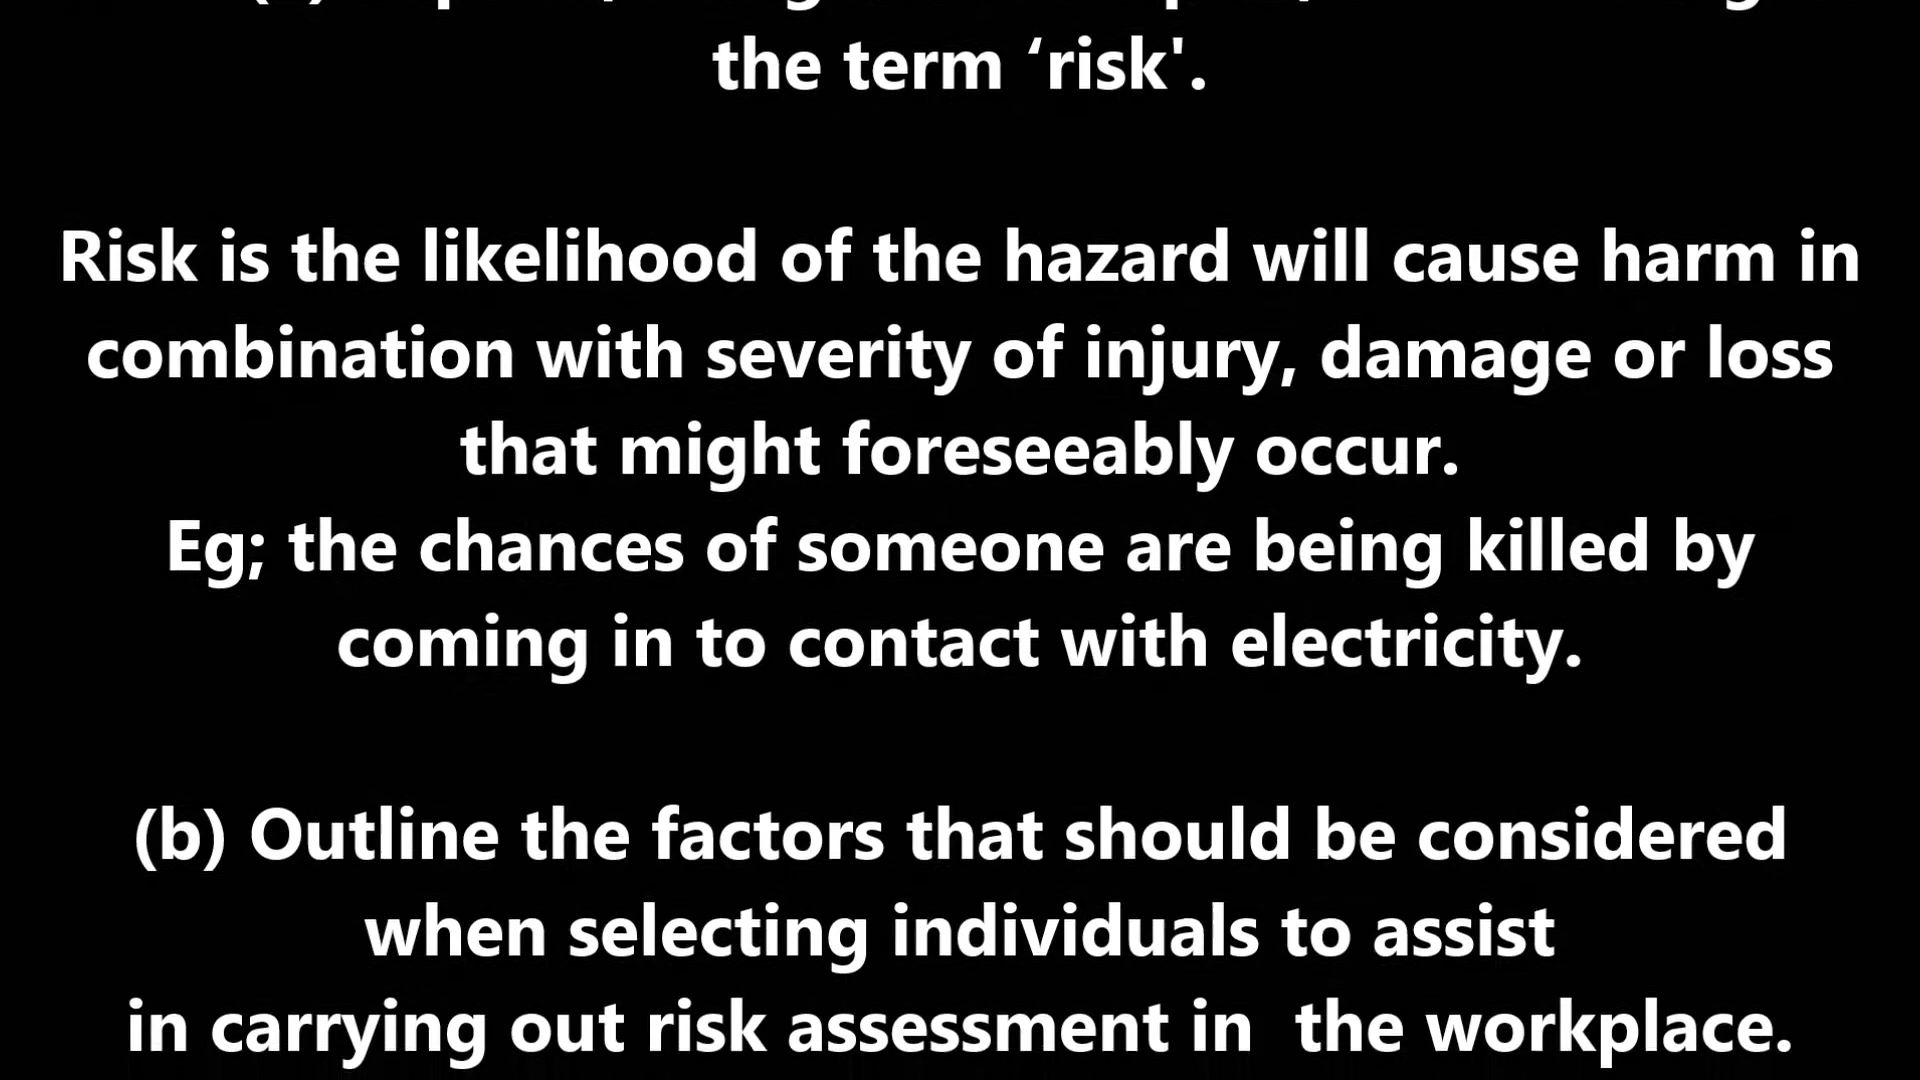 the term ‘risk'.
Risk is the likelihood of the hazard will cause harm in
combination with severity of injury, damage or loss
that might foreseeably occur.
Eg; the chances of someone are being killed by
coming in to contact with electricity.
(b) Outline the factors that should be considered
when selecting individuals to assist
in carrying out risk assessment in  the workplace.